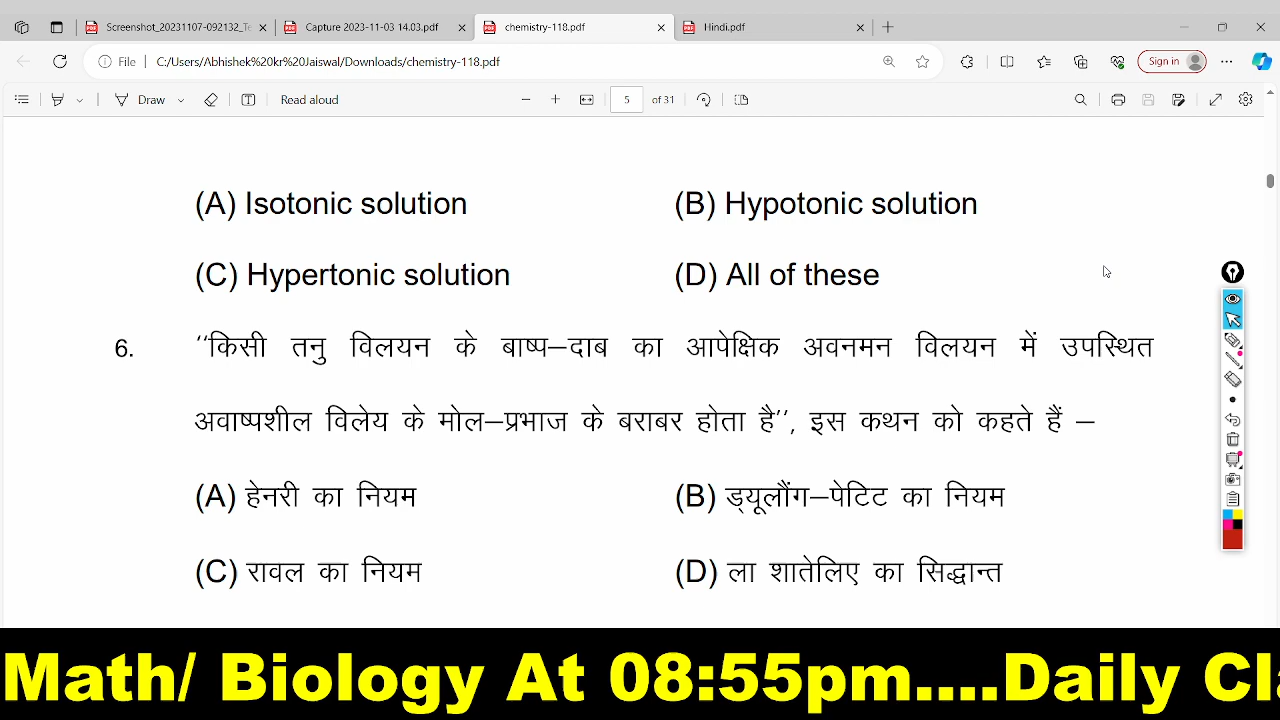 Screenshot_20231107-092132_Te
Capture 2023-11-03 14.03.pdf
chemistry-118.pdf
Hindi.pdf
File
C:/Users/Abhishek%20kr%20Jaiswal/Downloads/chemistry-118.pdf
Sign in
Draw
Read aloud
5 of 31
(A) Isotonic solution
(B) Hypotonic solution
(C) Hypertonic solution
(D) All of these
6. ‘‘किसी तनु विलयन के बाष्प–दाब का आपेक्षिक अवनमन विलयन में उपस्थित
अवाष्पशील विलेय के मोल–प्रभाज के बराबर होता है’’, इस कथन को कहते हैं –
(A) हेनरी का नियम
(B) ड्यूलौंग–पेटिट का नियम
(C) रावल का नियम
(D) ला शातेलिए का सिद्धान्त
Math/ Biology At 08:55pm....Daily Cl